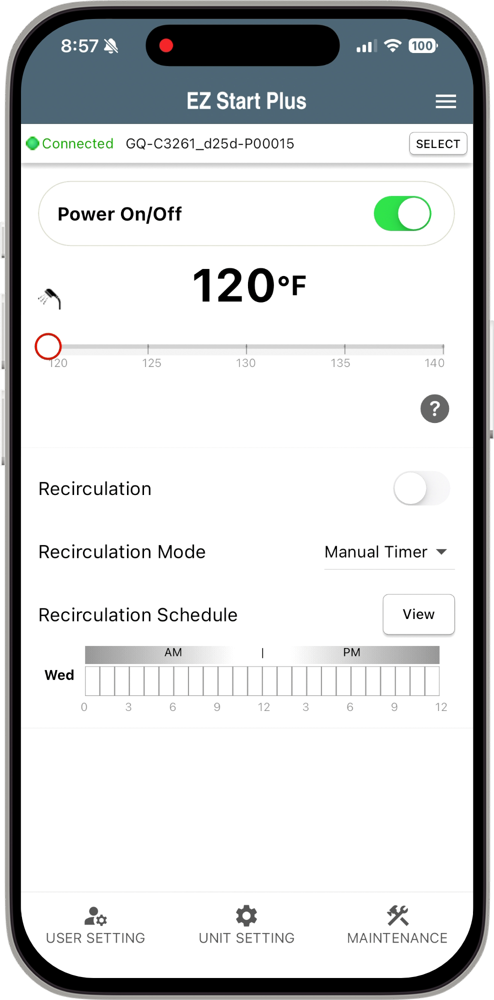 8:57 100
EZ Start Plus
Connected GQ-C3261_d25d-P00015 SELECT
Power On/Off
120°F
120 125 130 135 140
?
Recirculation
Recirculation Mode Manual Timer
Recirculation Schedule View
AM | PM
Wed
0 3 6 9 12 3 6 9 12
USER SETTING UNIT SETTING MAINTENANCE